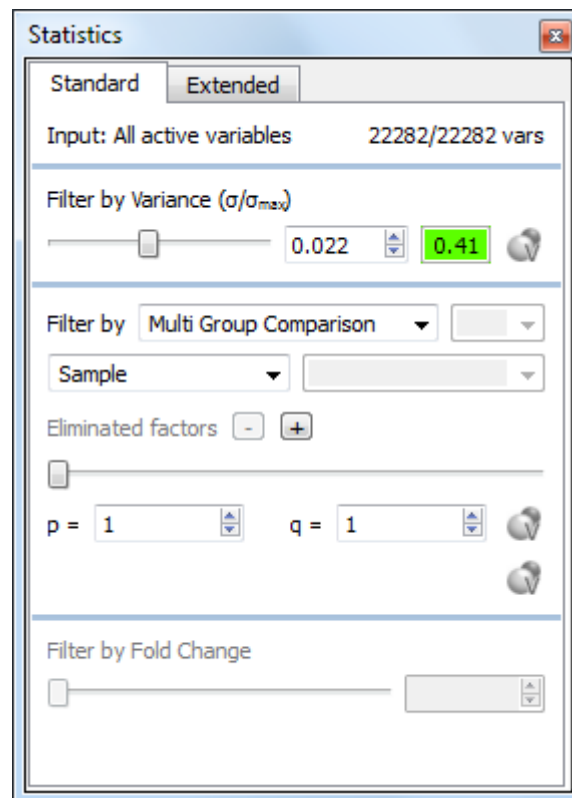 Statistics
Standard Extended
Input: All active variables 22282/22282 vars
Filter by Variance (σ/σmax)
0.022 0.41
Filter by Multi Group Comparison
Sample
Eliminated factors - +
p = 1 q = 1
Filter by Fold Change